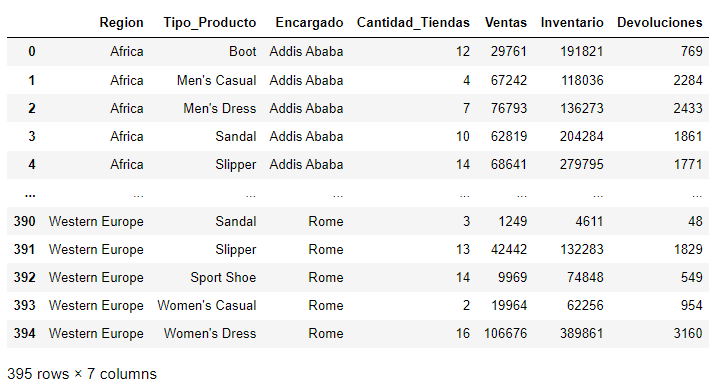 Region Tipo_Producto Encargado Cantidad_Tiendas Ventas Inventario Devoluciones
0 Africa Boot Addis Ababa 12 29761 191821 769
1 Africa Men's Casual Addis Ababa 4 67242 118036 2284
2 Africa Men's Dress Addis Ababa 7 76793 136273 2433
3 Africa Sandal Addis Ababa 10 62819 204284 1861
4 Africa Slipper Addis Ababa 14 68641 279795 1771
... ... ... ... ... ... ... ...
390 Western Europe Sandal Rome 3 1249 4611 48
391 Western Europe Slipper Rome 13 42442 132283 1829
392 Western Europe Sport Shoe Rome 14 9969 74848 549
393 Western Europe Women's Casual Rome 2 19964 62256 954
394 Western Europe Women's Dress Rome 16 106676 389861 3160
395 rows × 7 columns